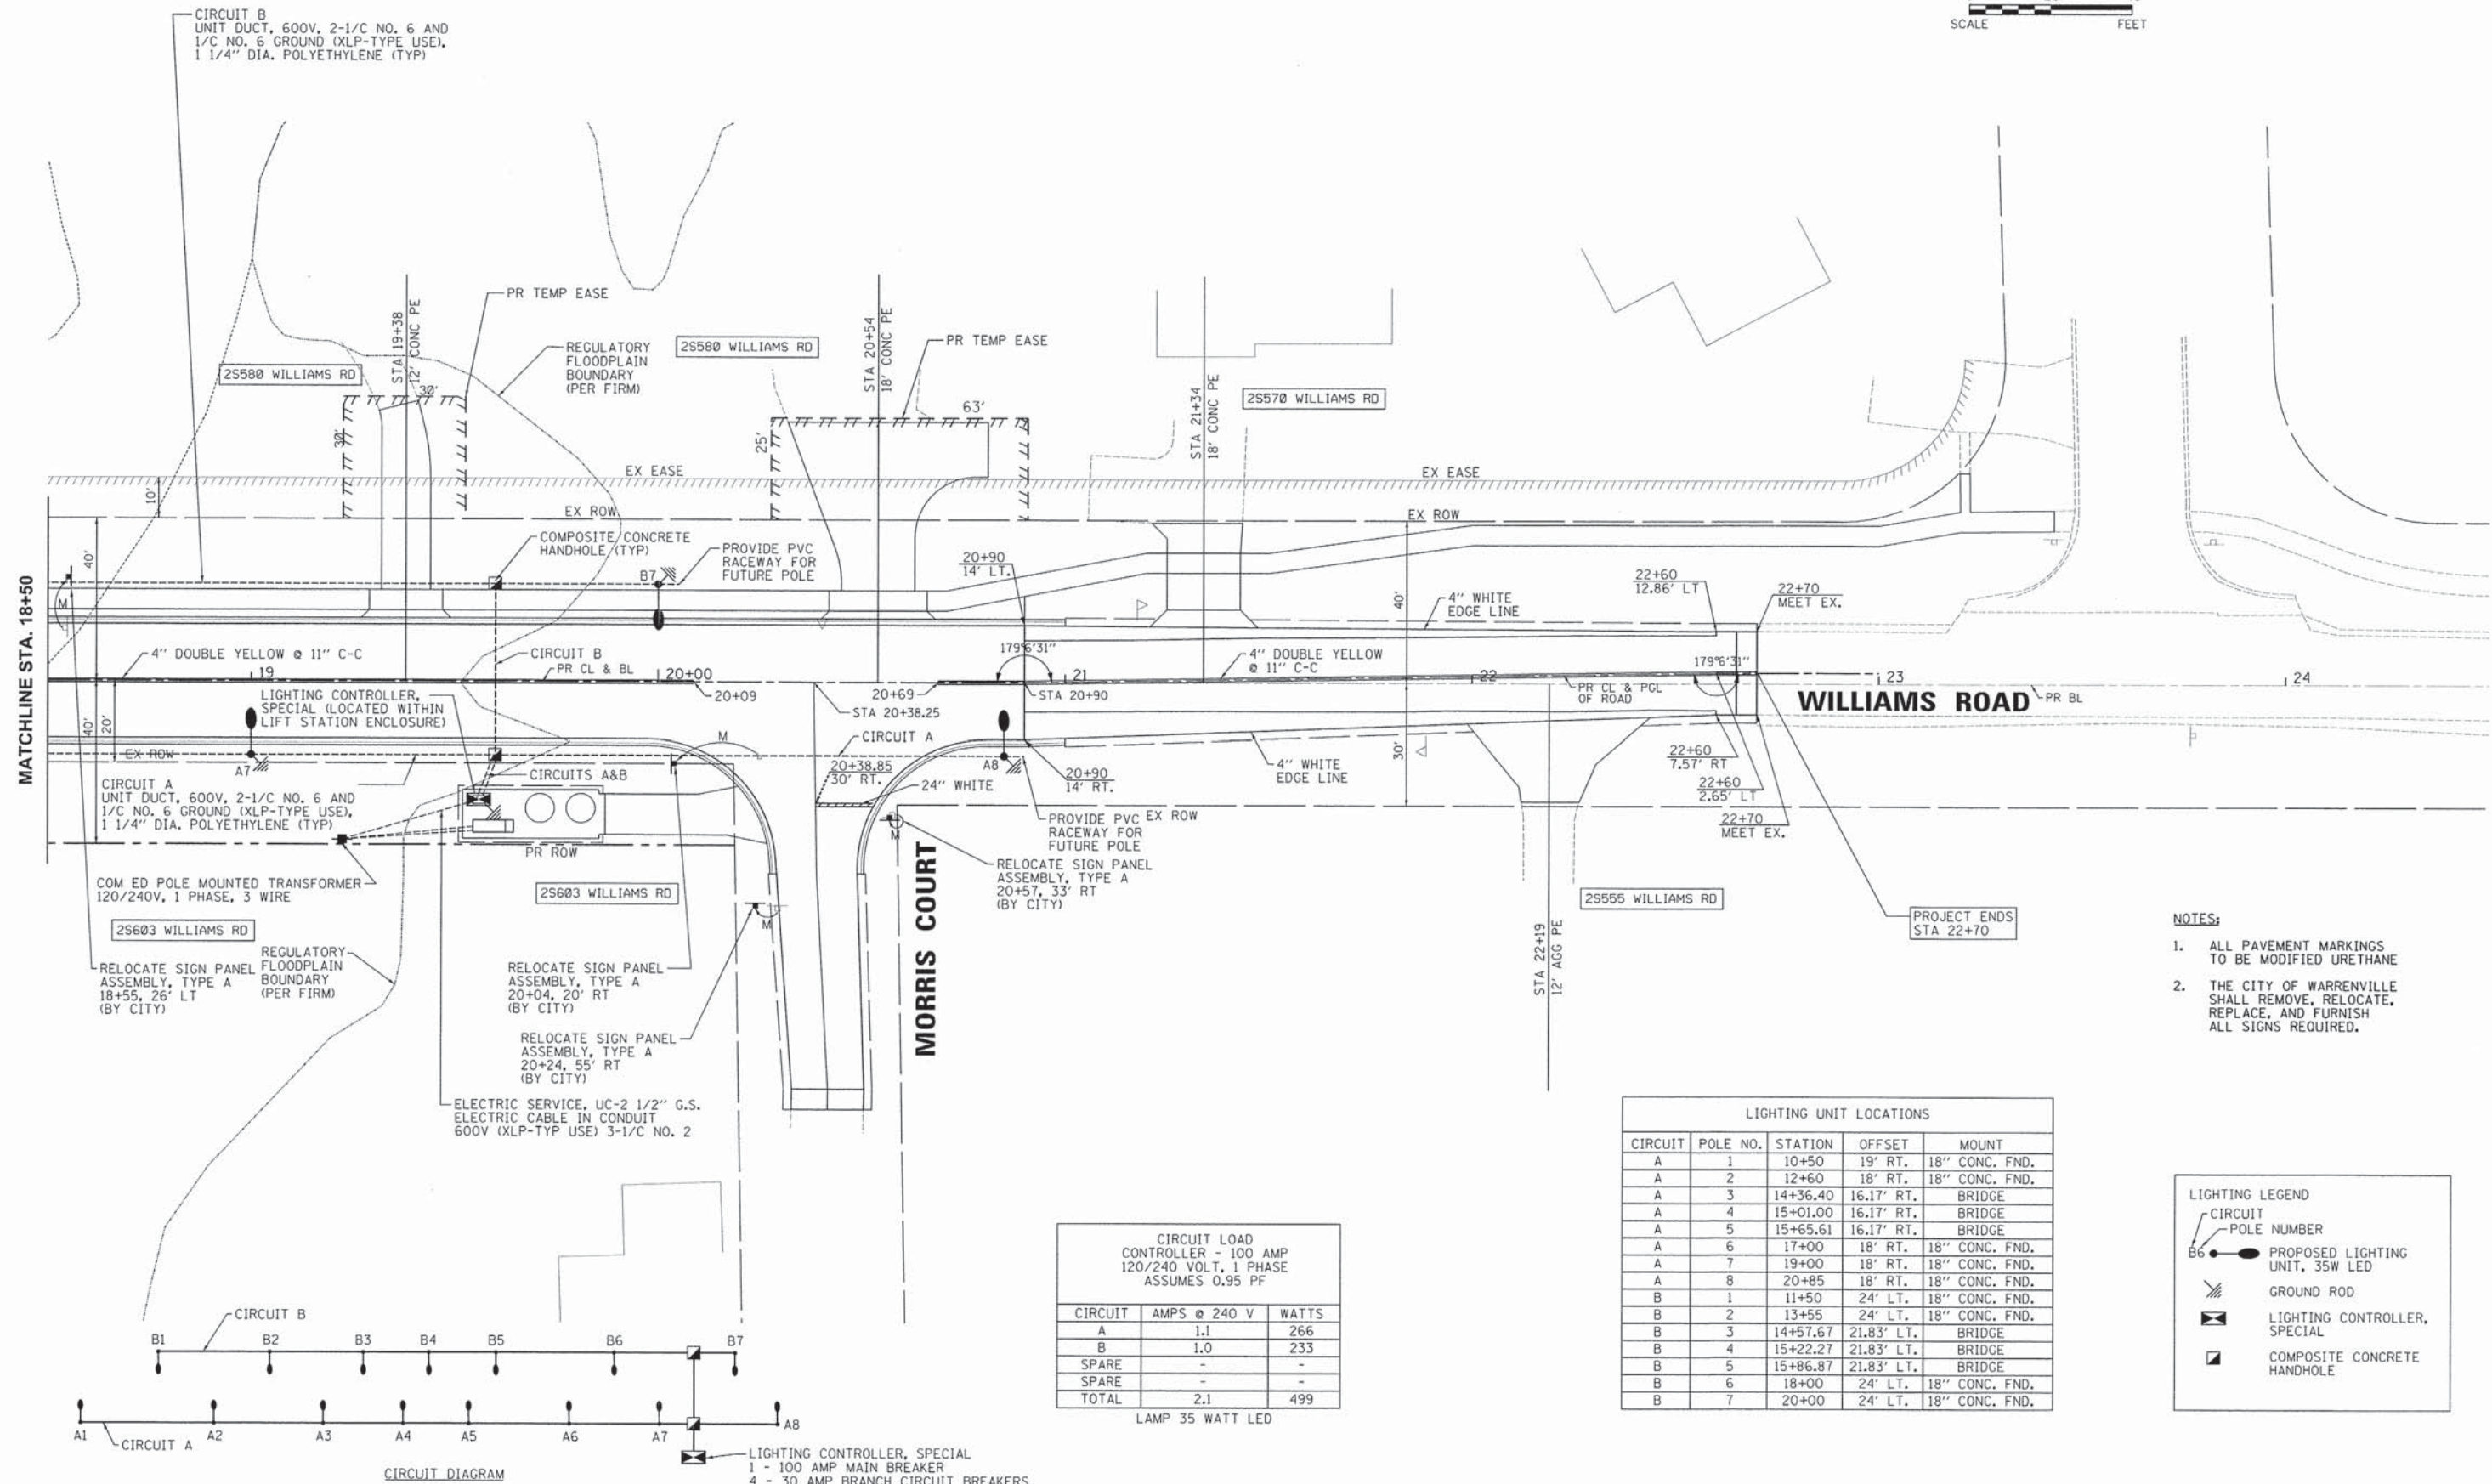 CIRCUIT B
UNIT DUCT, 600V, 2-1/C NO. 6 AND
1/C NO. 6 GROUND (XLP-TYPE USE),
1 1/4" DIA. POLYETHYLENE (TYP)
SCALE
FEET
MATCHLINE STA. 18+50
2S580 WILLIAMS RD
STA 19+38
12' CONC PE
30'
30'
PR TEMP EASE
REGULATORY
FLOODPLAIN
BOUNDARY
(PER FIRM)
2S580 WILLIAMS RD
STA 20+54
18' CONC PE
PR TEMP EASE
63'
25'
STA 21+34
18' CONC PE
2S570 WILLIAMS RD
EX EASE
EX EASE
10'
EX ROW
EX ROW
40'
COMPOSITE CONCRETE
HANDHOLE (TYP)
B7
PROVIDE PVC
RACEWAY FOR
FUTURE POLE
20+90
14' LT.
40'
4" WHITE
EDGE LINE
22+60
12.86' LT
22+70
MEET EX.
M
4" DOUBLE YELLOW @ 11" C-C
CIRCUIT B
PR CL & BL
179°6'31"
4" DOUBLE YELLOW
@ 11" C-C
179°6'31"
19
20+00
20+09
20+69
21
STA 20+90
22
PR CL & PGL
OF ROAD
23
24
WILLIAMS ROAD
PR BL
LIGHTING CONTROLLER,
SPECIAL (LOCATED WITHIN
LIFT STATION ENCLOSURE)
STA 20+38.25
40'
20'
M
CIRCUIT A
EX ROW
A7
A8
20+38.85
30' RT.
20+90
14' RT.
30'
4" WHITE
EDGE LINE
22+60
7.57' RT
22+60
2.65' LT
22+70
MEET EX.
CIRCUITS A&B
24" WHITE
CIRCUIT A
UNIT DUCT, 600V, 2-1/C NO. 6 AND
1/C NO. 6 GROUND (XLP-TYPE USE),
1 1/4" DIA. POLYETHYLENE (TYP)
PROVIDE PVC
RACEWAY FOR
FUTURE POLE
EX ROW
M
PR ROW
MORRIS COURT
RELOCATE SIGN PANEL
ASSEMBLY, TYPE A
20+57, 33' RT
(BY CITY)
COM ED POLE MOUNTED TRANSFORMER
120/240V, 1 PHASE, 3 WIRE
2S603 WILLIAMS RD
2S603 WILLIAMS RD
M
2S555 WILLIAMS RD
STA 22+19
12' AGG PE
PROJECT ENDS
STA 22+70
RELOCATE SIGN PANEL
ASSEMBLY, TYPE A
18+55, 26' LT
(BY CITY)
REGULATORY
FLOODPLAIN
BOUNDARY
(PER FIRM)
RELOCATE SIGN PANEL
ASSEMBLY, TYPE A
20+04, 20' RT
(BY CITY)
RELOCATE SIGN PANEL
ASSEMBLY, TYPE A
20+24, 55' RT
(BY CITY)
ELECTRIC SERVICE, UC-2 1/2" G.S.
ELECTRIC CABLE IN CONDUIT
600V (XLP-TYP USE) 3-1/C NO. 2
NOTES:
1. ALL PAVEMENT MARKINGS
TO BE MODIFIED URETHANE
2. THE CITY OF WARRENVILLE
SHALL REMOVE, RELOCATE,
REPLACE, AND FURNISH
ALL SIGNS REQUIRED.
LIGHTING UNIT LOCATIONS
CIRCUIT POLE NO. STATION OFFSET MOUNT
A 1 10+50 19' RT. 18" CONC. FND.
A 2 12+60 18' RT. 18" CONC. FND.
A 3 14+36.40 16.17' RT. BRIDGE
A 4 15+01.00 16.17' RT. BRIDGE
A 5 15+65.61 16.17' RT. BRIDGE
A 6 17+00 18' RT. 18" CONC. FND.
A 7 19+00 18' RT. 18" CONC. FND.
A 8 20+85 18' RT. 18" CONC. FND.
B 1 11+50 24' LT. 18" CONC. FND.
B 2 13+55 24' LT. 18" CONC. FND.
B 3 14+57.67 21.83' LT. BRIDGE
B 4 15+22.27 21.83' LT. BRIDGE
B 5 15+86.87 21.83' LT. BRIDGE
B 6 18+00 24' LT. 18" CONC. FND.
B 7 20+00 24' LT. 18" CONC. FND.
CIRCUIT LOAD
CONTROLLER - 100 AMP
120/240 VOLT, 1 PHASE
ASSUMES 0.95 PF
CIRCUIT AMPS @ 240 V WATTS
A 1.1 266
B 1.0 233
SPARE - -
SPARE - -
TOTAL 2.1 499
LAMP 35 WATT LED
LIGHTING LEGEND
CIRCUIT
POLE NUMBER
B6 PROPOSED LIGHTING
UNIT, 35W LED
GROUND ROD
LIGHTING CONTROLLER,
SPECIAL
COMPOSITE CONCRETE
HANDHOLE
CIRCUIT B
B1 B2 B3 B4 B5 B6 B7
A1 A2 A3 A4 A5 A6 A7 A8
CIRCUIT A
CIRCUIT DIAGRAM
LIGHTING CONTROLLER, SPECIAL
1 - 100 AMP MAIN BREAKER
4 - 30 AMP BRANCH CIRCUIT BREAKERS